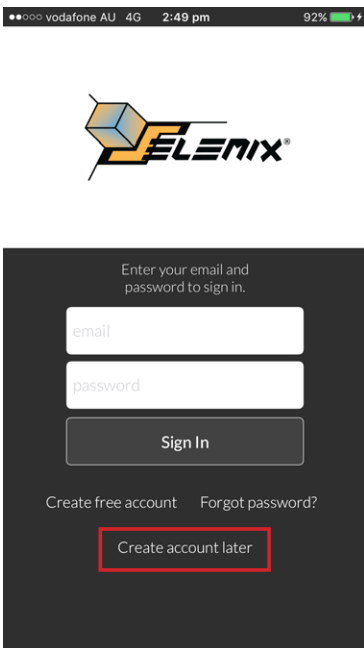 vodafone AU 4G 2:49 pm 92%
SELEMIX®
Enter your email and
password to sign in.
email
password
Sign In
Create free account Forgot password?
Create account later